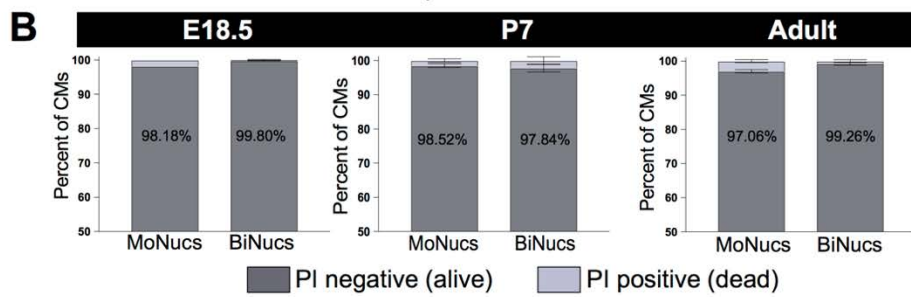 B
E18.5 P7 Adult
Percent of CMs
100
90
80
70
60
50
98.18% 99.80%
MoNucs BiNucs
Percent of CMs
100
90
80
70
60
50
98.52% 97.84%
MoNucs BiNucs
Percent of CMs
100
90
80
70
60
50
97.06% 99.26%
MoNucs BiNucs
PI negative (alive) PI positive (dead)